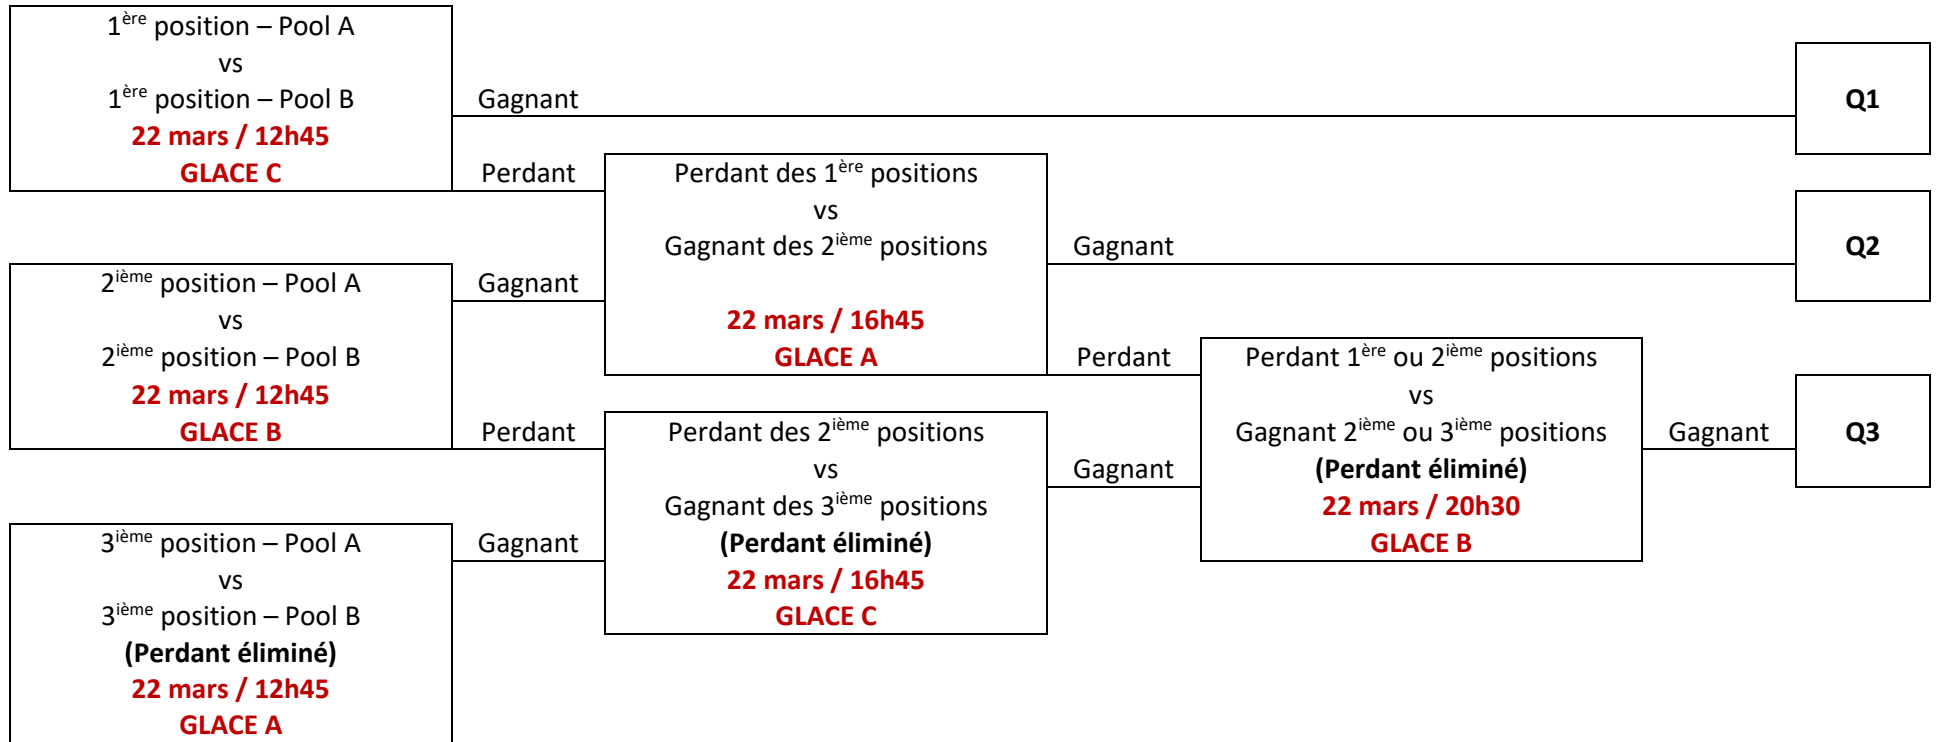 1ère position – Pool A
vs
1ère position – Pool B
22 mars / 12h45
GLACE C
Gagnant
Q1
Perdant
Perdant des 1ère positions
vs
Gagnant des 2ième positions
22 mars / 16h45
GLACE A
Gagnant
Q2
2ième position – Pool A
vs
2ième position – Pool B
22 mars / 12h45
GLACE B
Gagnant
Perdant
Perdant
Perdant 1ère ou 2ième positions
vs
Gagnant 2ième ou 3ième positions
(Perdant éliminé)
22 mars / 20h30
GLACE B
Gagnant
Q3
Perdant des 2ième positions
vs
Gagnant des 3ième positions
(Perdant éliminé)
22 mars / 16h45
GLACE C
Gagnant
3ième position – Pool A
vs
3ième position – Pool B
(Perdant éliminé)
22 mars / 12h45
GLACE A
Gagnant